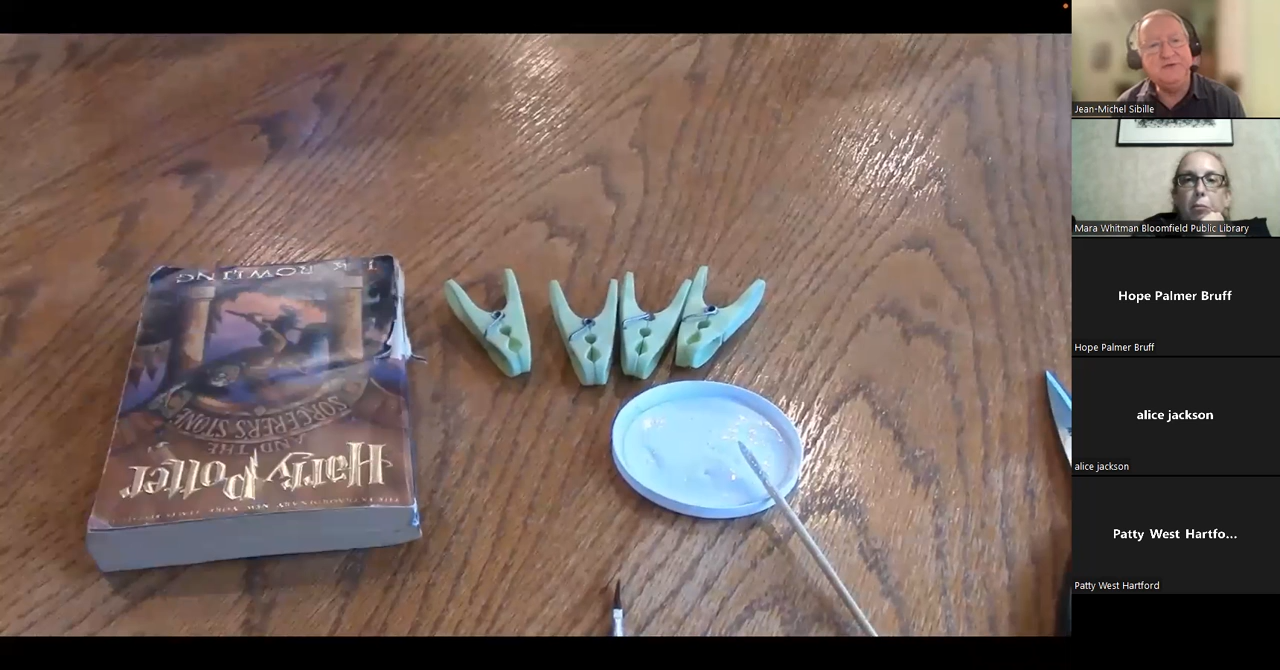 J. K. ROWLING
SORCERER'S STONE
AND THE
Harry Potter
Jean-Michel Sibille
Mara Whitman Bloomfield Public Library
Hope Palmer Bruff
Hope Palmer Bruff
alice jackson
alice jackson
Patty West Hartfo...
Patty West Hartford